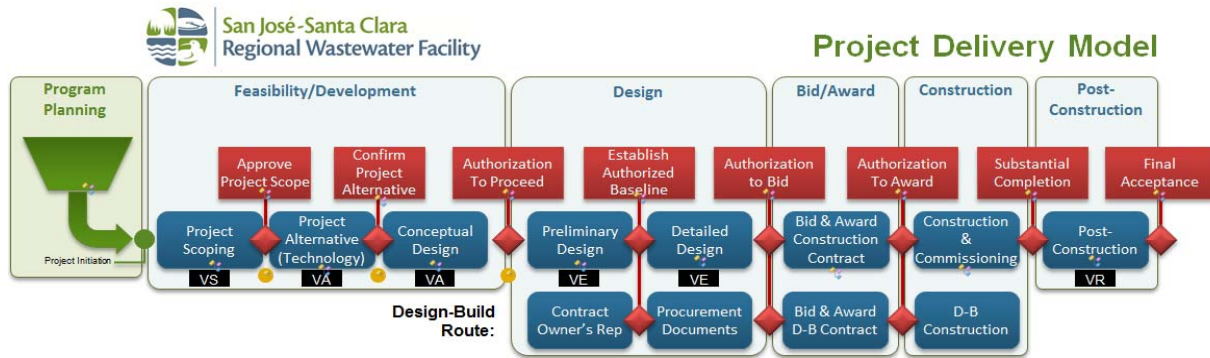 San José-Santa Clara
Regional Wastewater Facility
Project Delivery Model
Program
Planning
Feasibility/Development
Design
Bid/Award
Construction
Post-
Construction
Approve
Project Scope
Confirm
Project
Alternative
Authorization
To Proceed
Establish
Authorized
Baseline
Authorization
to Bid
Authorization
To Award
Substantial
Completion
Final
Acceptance
Project Initiation
Project
Scoping
VS
Project
Alternative
(Technology)
VA
Conceptual
Design
VA
Preliminary
Design
VE
Detailed
Design
VE
Bid & Award
Construction
Contract
Construction
&
Commissioning
Post-
Construction
VR
Design-Build
Route:
Contract
Owner's Rep
Procurement
Documents
Bid & Award
D-B Contract
D-B
Construction